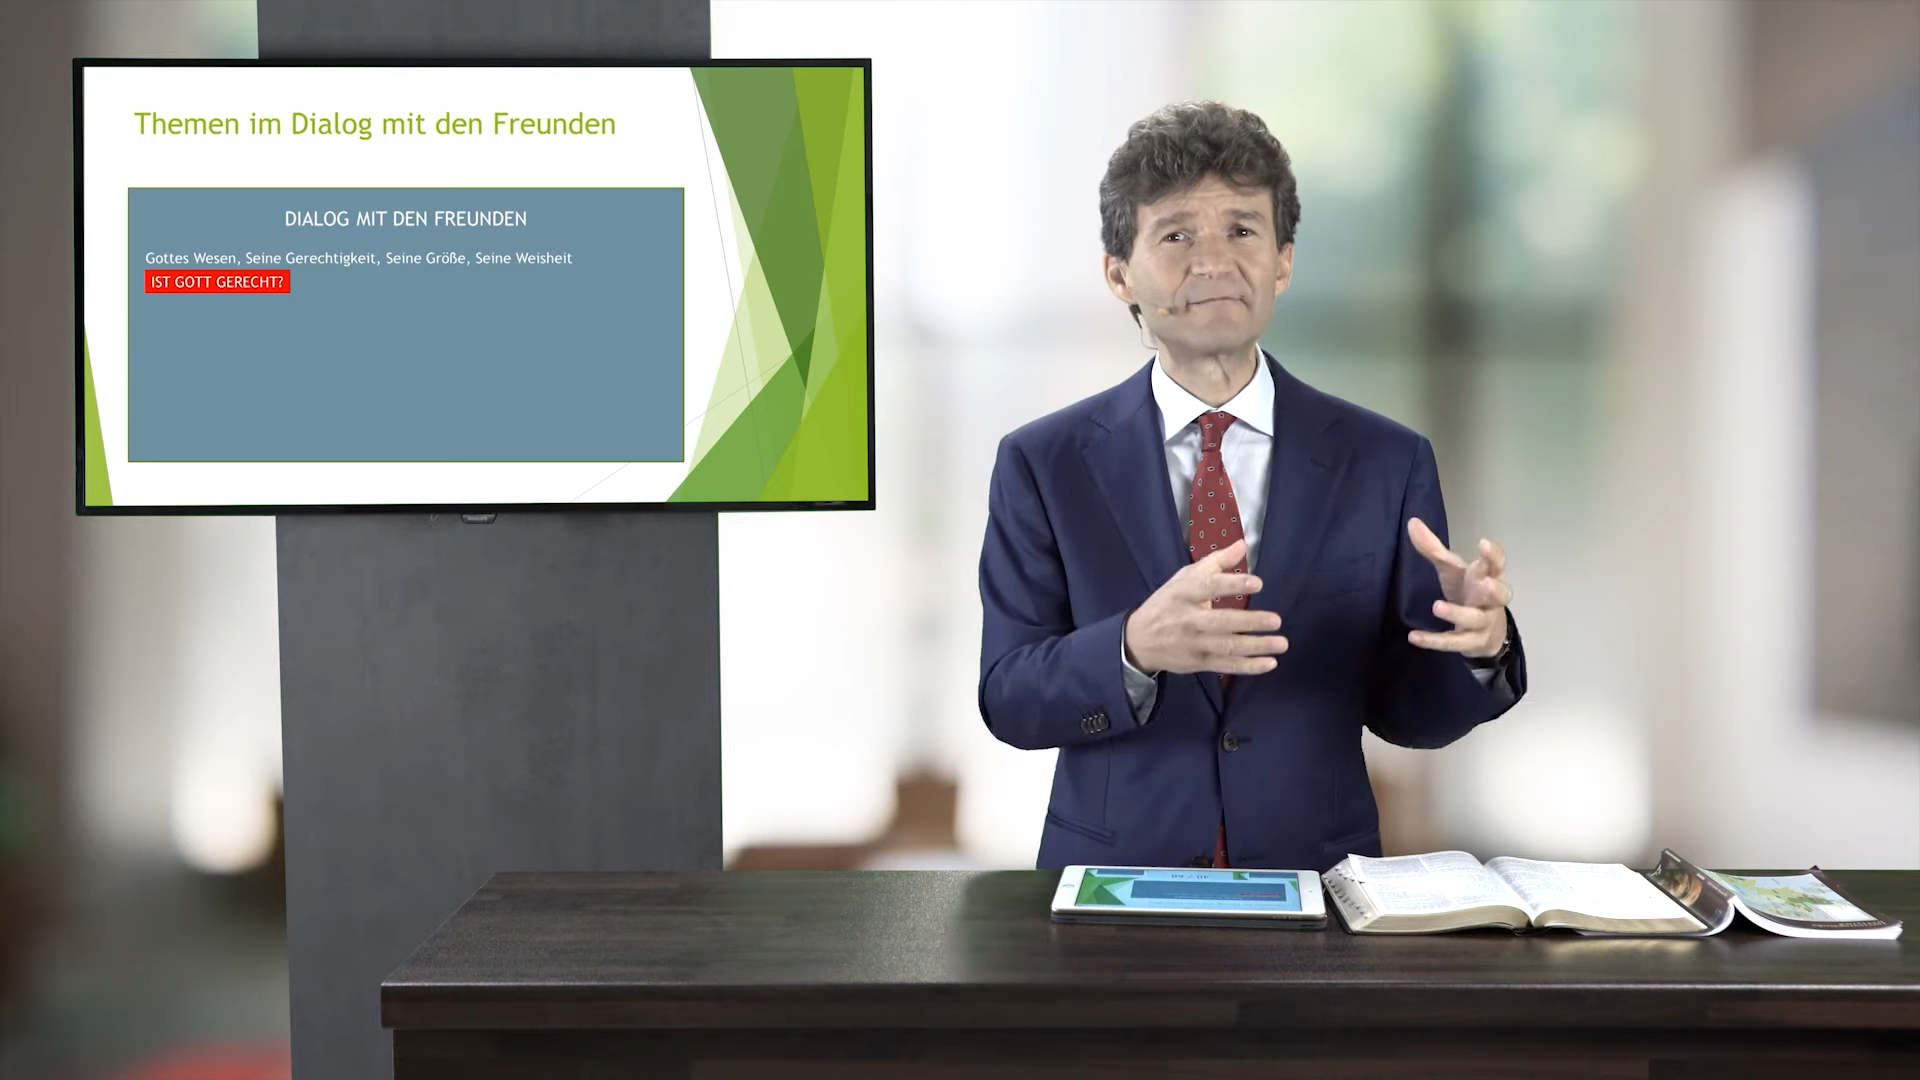 Themen im Dialog mit den Freunden
DIALOG MIT DEN FREUNDEN
Gottes Wesen, Seine Gerechtigkeit, Seine Größe, Seine Weisheit
IST GOTT GERECHT?